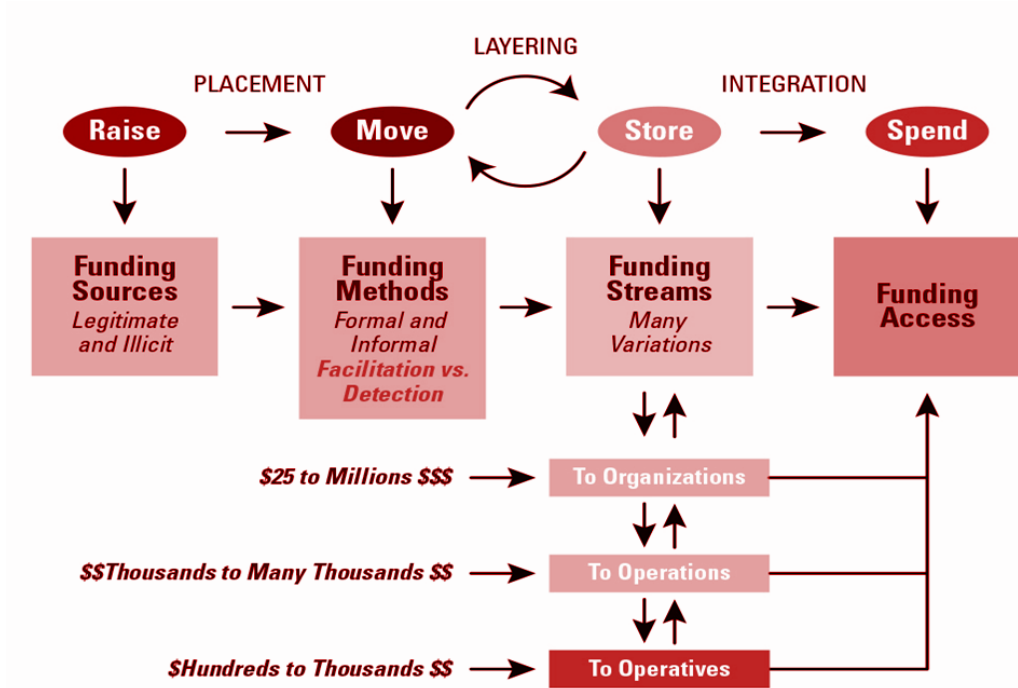 LAYERING
PLACEMENT
INTEGRATION
Raise
Move
Store
Spend
Funding
Sources
Legitimate
and Illicit
Funding
Methods
Formal and
Informal
Facilitation vs.
Detection
Funding
Streams
Many
Variations
Funding
Access
$25 to Millions $$$
To Organizations
$$Thousands to Many Thousands $$
To Operations
$Hundreds to Thousands $$
To Operatives